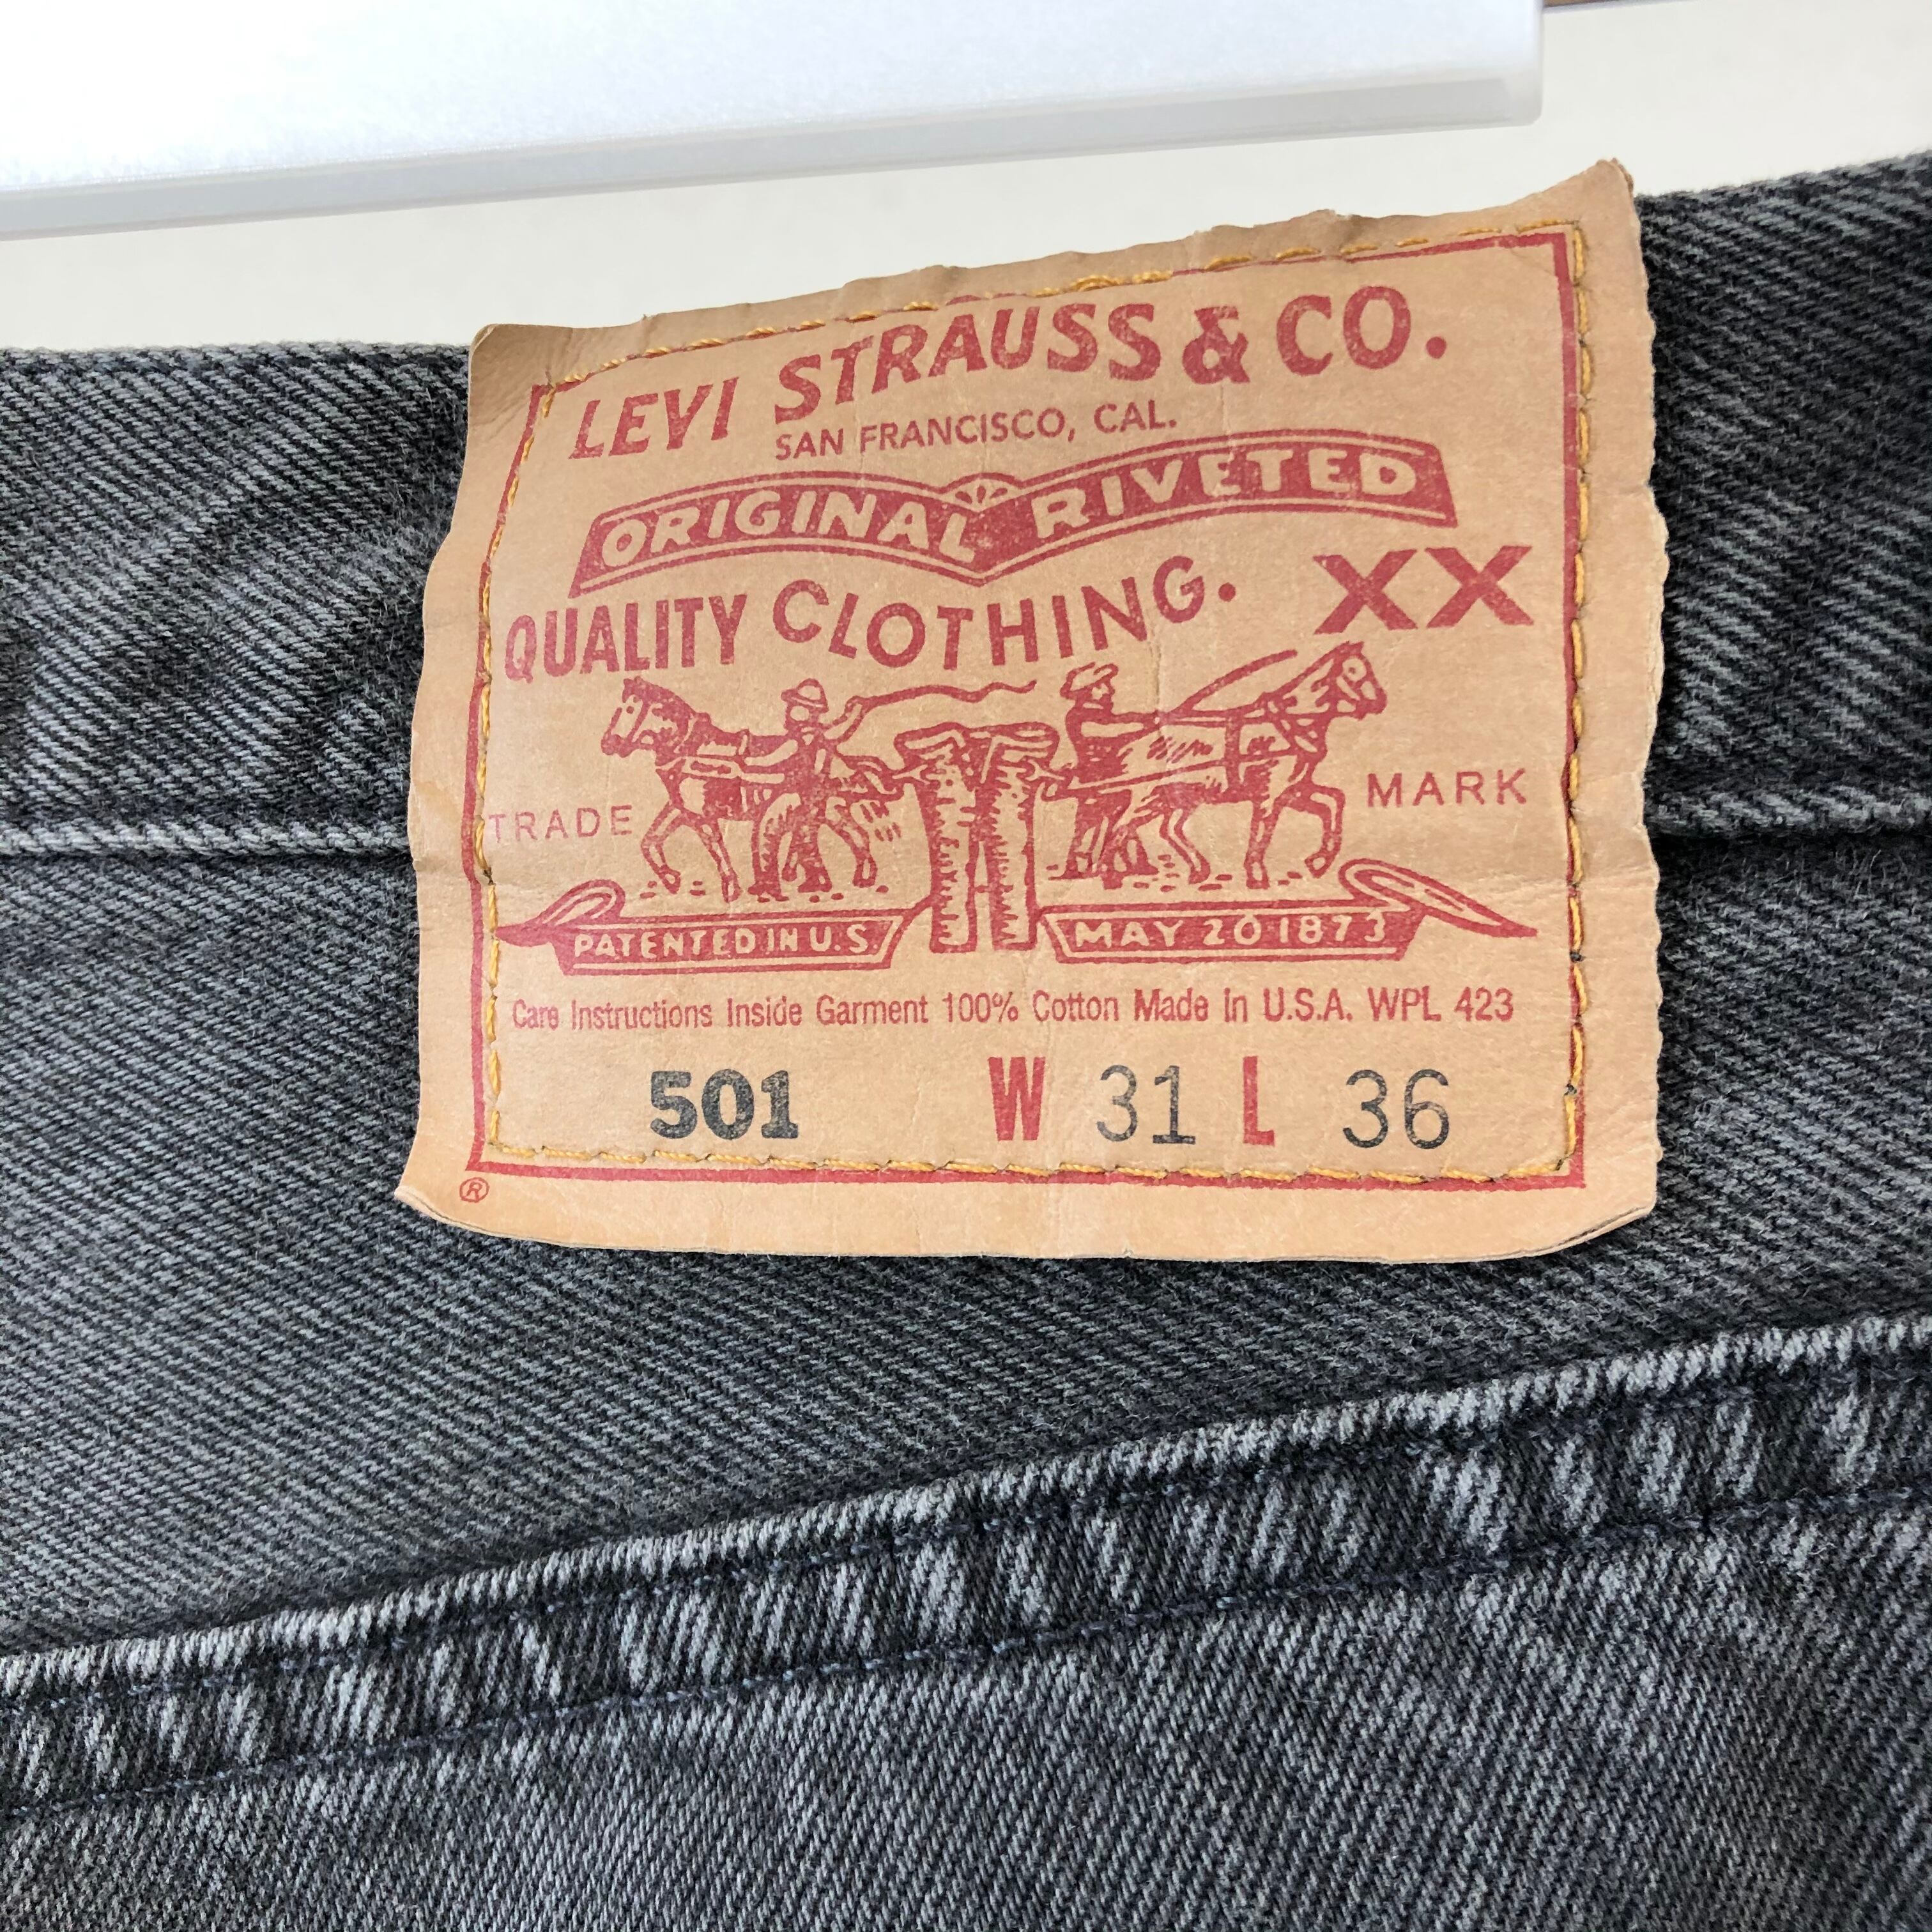 LEVI STRAUSS & CO.
SAN FRANCISCO, CAL.
ORIGINAL RIVETED
QUALITY CLOTHING. XX
TRADE MARK
PATENTED IN U.S. MAY 20 1873
Care Instructions Inside Garment 100% Cotton Made in U.S.A. WPL 423
501 W 31 L 36
®